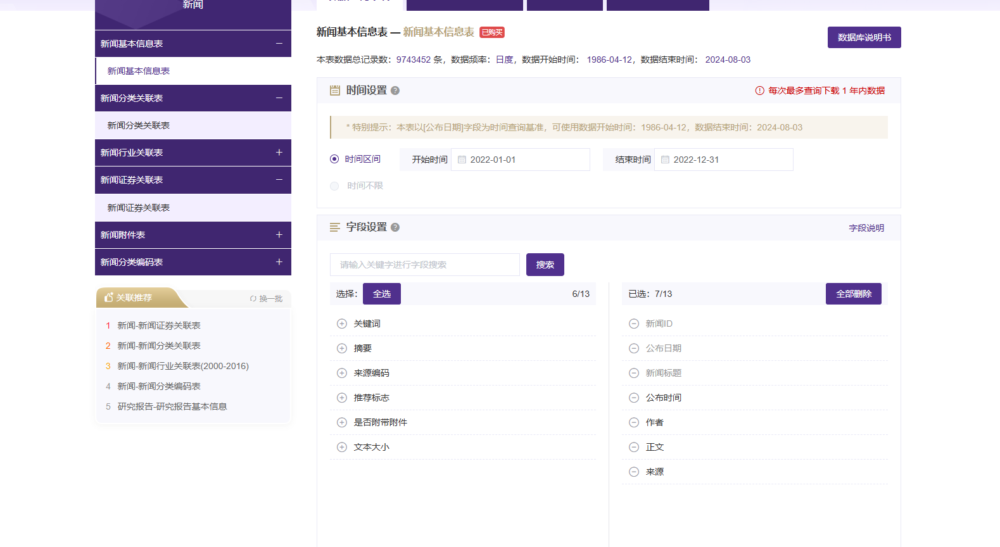 新闻
新闻基本信息表
新闻基本信息表
新闻分类关联表
新闻分类关联表
新闻行业关联表
新闻证券关联表
新闻证券关联表
新闻附件表
新闻分类编码表
关联推荐
换一批
1 新闻-新闻证券关联表
2 新闻-新闻分类关联表
3 新闻-新闻行业关联表(2000-2016)
4 新闻-新闻分类编码表
5 研究报告-研究报告基本信息
新闻基本信息表 — 新闻基本信息表 已购买
数据库说明书
本表数据总记录数：9743452 条，数据频率：日度，数据开始时间： 1986-04-12，数据结束时间： 2024-08-03
时间设置 ?
每次最多查询下载 1 年内数据
* 特别提示：本表以[公布日期]字段为时间查询基准，可使用数据开始时间：1986-04-12，数据结束时间：2024-08-03
时间区间 开始时间 2022-01-01 结束时间 2022-12-31
时间不限
字段设置 ?
字段说明
请输入关键字进行字段搜索
搜索
选择： 全选 6/13
关键词
摘要
来源编码
推荐标志
是否附带附件
文本大小
已选：7/13 全部删除
新闻ID
公布日期
新闻标题
公布时间
作者
正文
来源